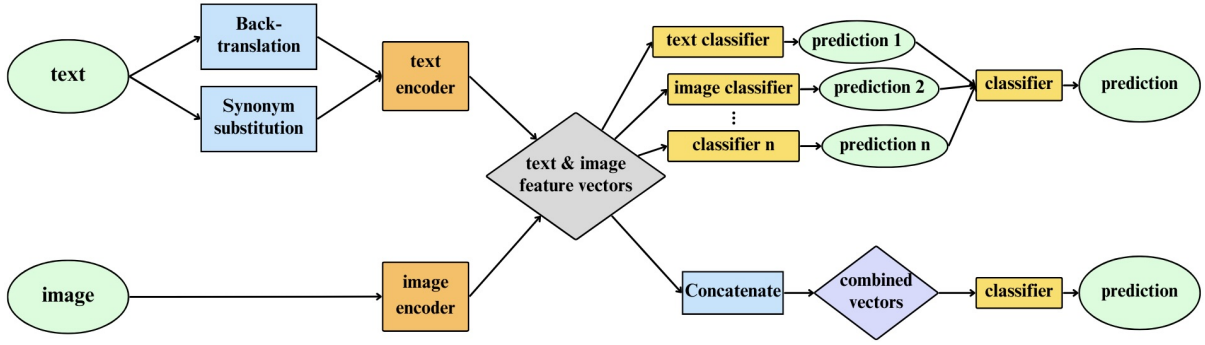 text
Back-
translation
Synonym
substitution
text
encoder
image
image
encoder
text & image
feature vectors
text classifier
prediction 1
image classifier
prediction 2
...
classifier n
prediction n
classifier
prediction
Concatenate
combined
vectors
classifier
prediction